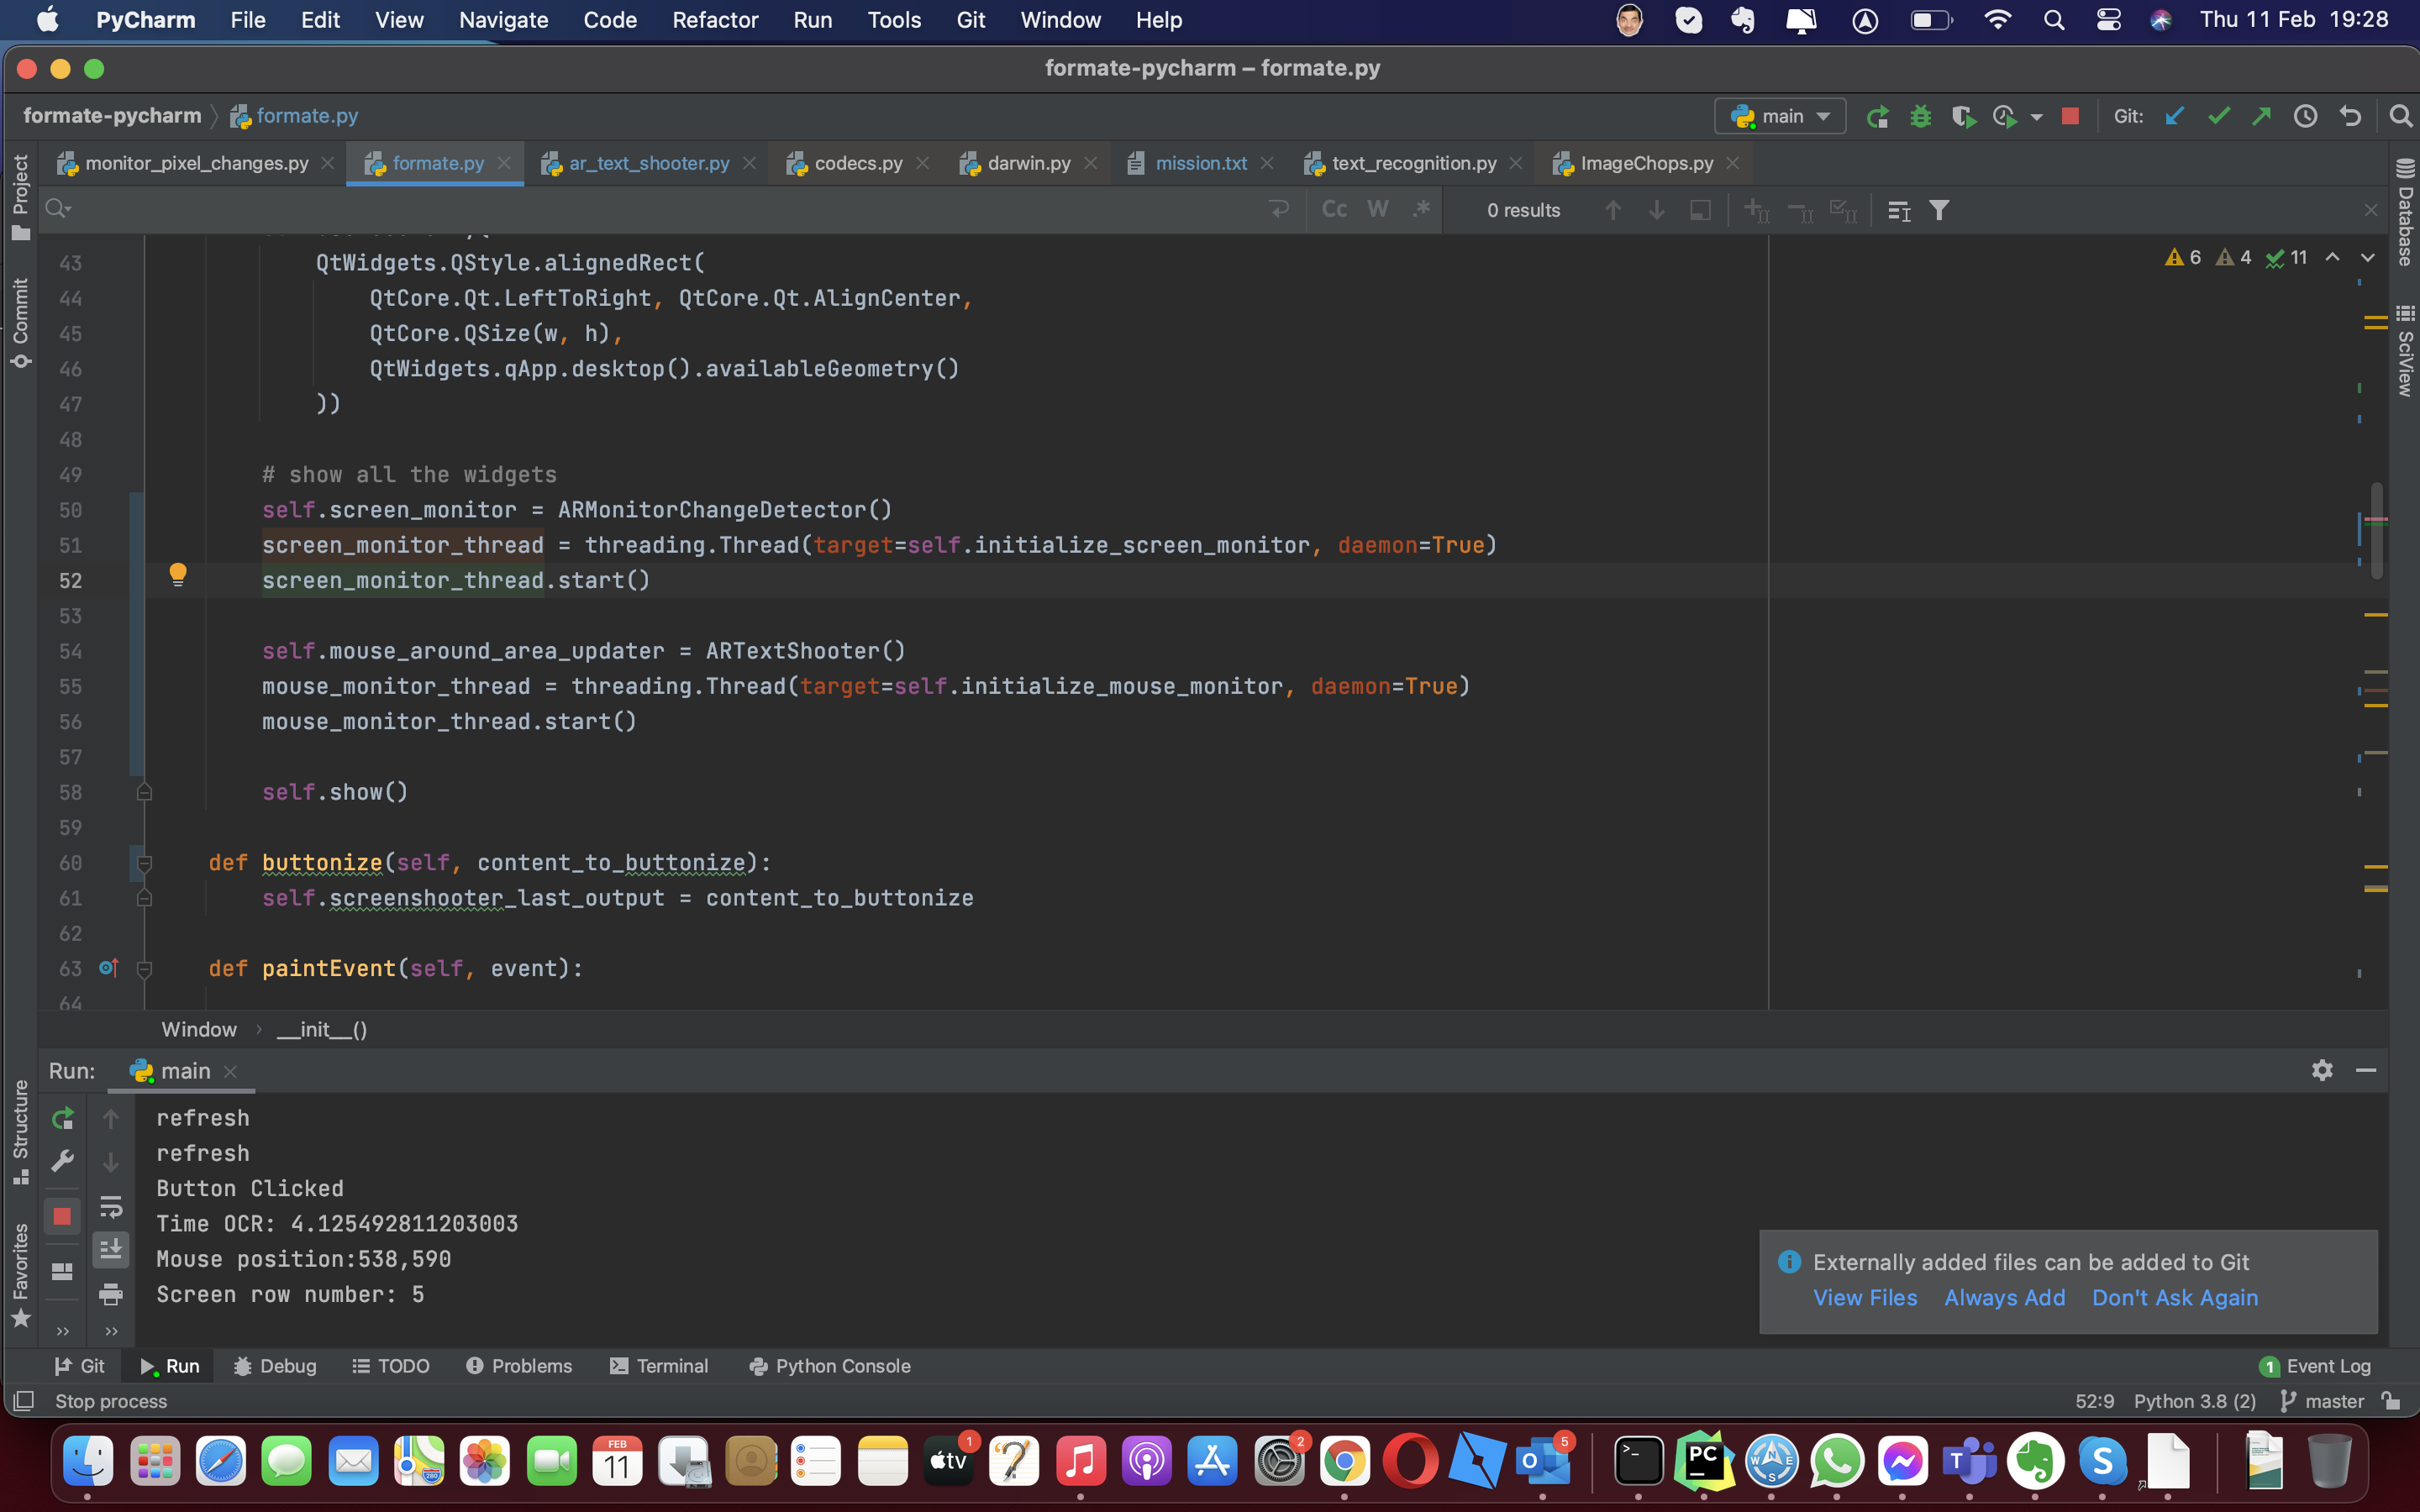 PyCharm File Edit View Navigate Code Refactor Run Tools Git Window Help Thu 11 Feb 19:28
formate-pycharm – formate.py
formate-pycharm formate.py main Git:
monitor_pixel_changes.py formate.py ar_text_shooter.py codecs.py darwin.py mission.txt text_recognition.py ImageChops.py
Cc W .* 0 results
6 4 11
43 QtWidgets.QStyle.alignedRect(
44 QtCore.Qt.LeftToRight, QtCore.Qt.AlignCenter,
45 QtCore.QSize(w, h),
46 QtWidgets.qApp.desktop().availableGeometry()
47 ))
48
49 # show all the widgets
50 self.screen_monitor = ARMonitorChangeDetector()
51 screen_monitor_thread = threading.Thread(target=self.initialize_screen_monitor, daemon=True)
52 screen_monitor_thread.start()
53
54 self.mouse_around_area_updater = ARTextShooter()
55 mouse_monitor_thread = threading.Thread(target=self.initialize_mouse_monitor, daemon=True)
56 mouse_monitor_thread.start()
57
58 self.show()
59
60 def buttonize(self, content_to_buttonize):
61 self.screenshooter_last_output = content_to_buttonize
62
63 def paintEvent(self, event):
64
Window › __init__()
Run: main
refresh
refresh
Button Clicked
Time OCR: 4.125492811203003
Mouse position:538,590
Screen row number: 5
Externally added files can be added to Git
View Files Always Add Don't Ask Again
Project
Commit
Structure
Favorites
Database
SciView
Git Run Debug TODO Problems Terminal Python Console 1 Event Log
Stop process 52:9 Python 3.8 (2) master
FEB
11
tv
1
2
5
PC
280